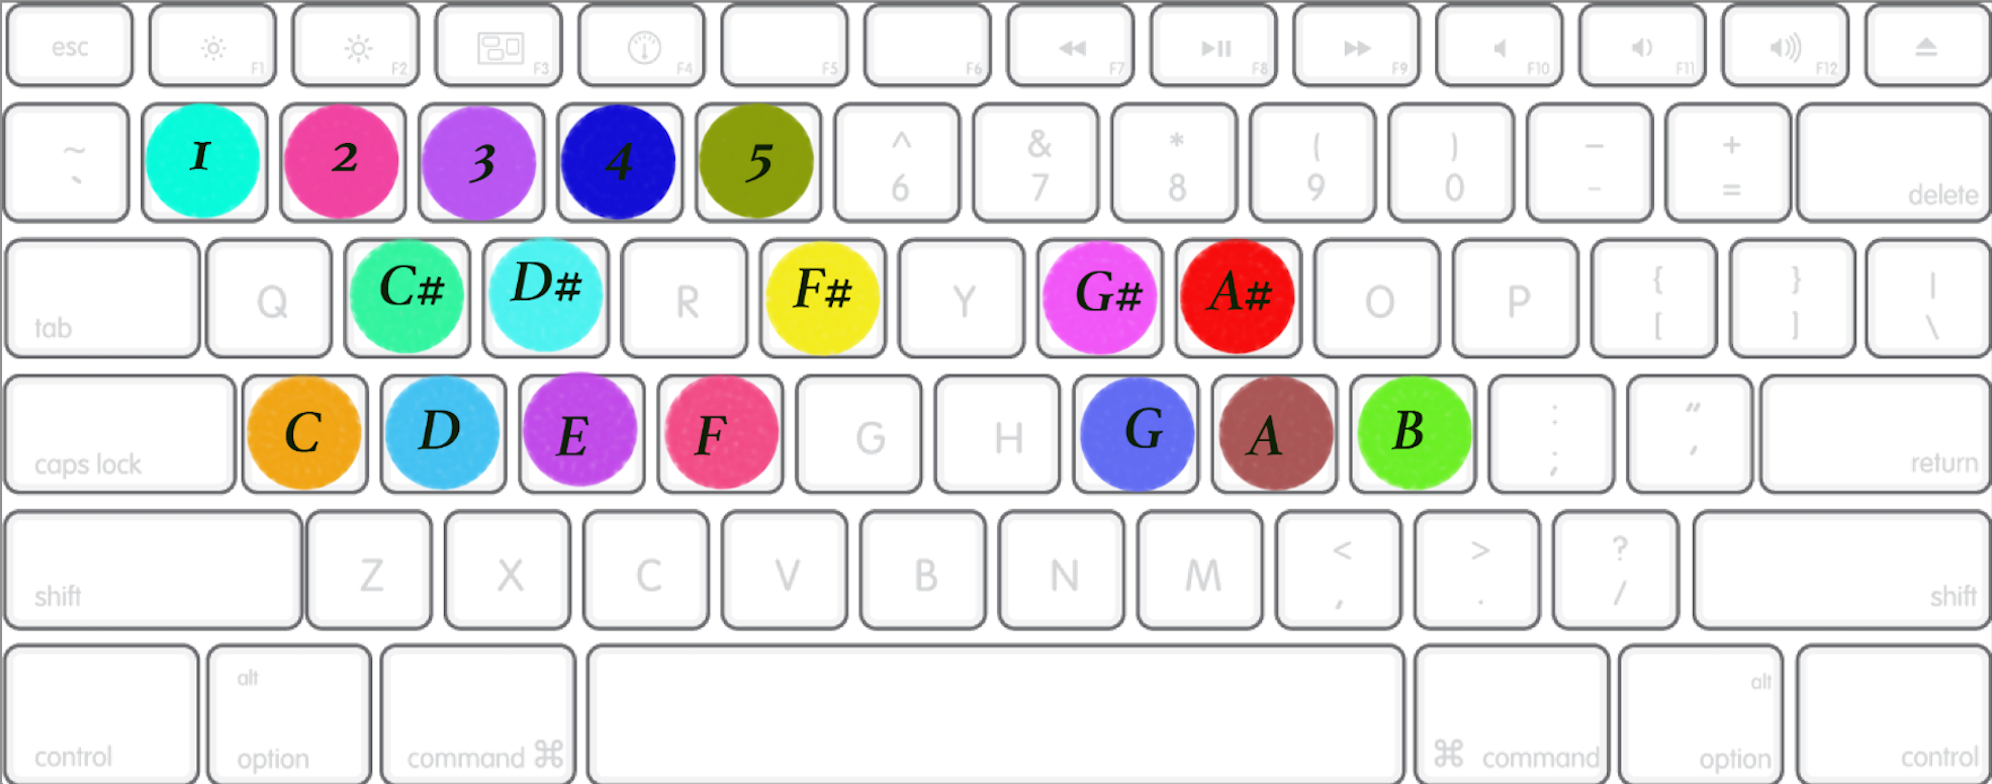 esc F1 F2 F3 F4 F5 F6 F7 F8 F9 F10 F11 F12
~ ` 1 2 3 4 5 ^ 6 & 7 * 8 ( 9 ) 0 – - + = delete
tab Q C# D# R F# Y G# A# O P { [ } ] | \
caps lock C D E F G H G A B : ; “ ‘ return
shift Z X C V B N M < , > . ? / shift
control alt option command ⌘ ⌘ command alt option control